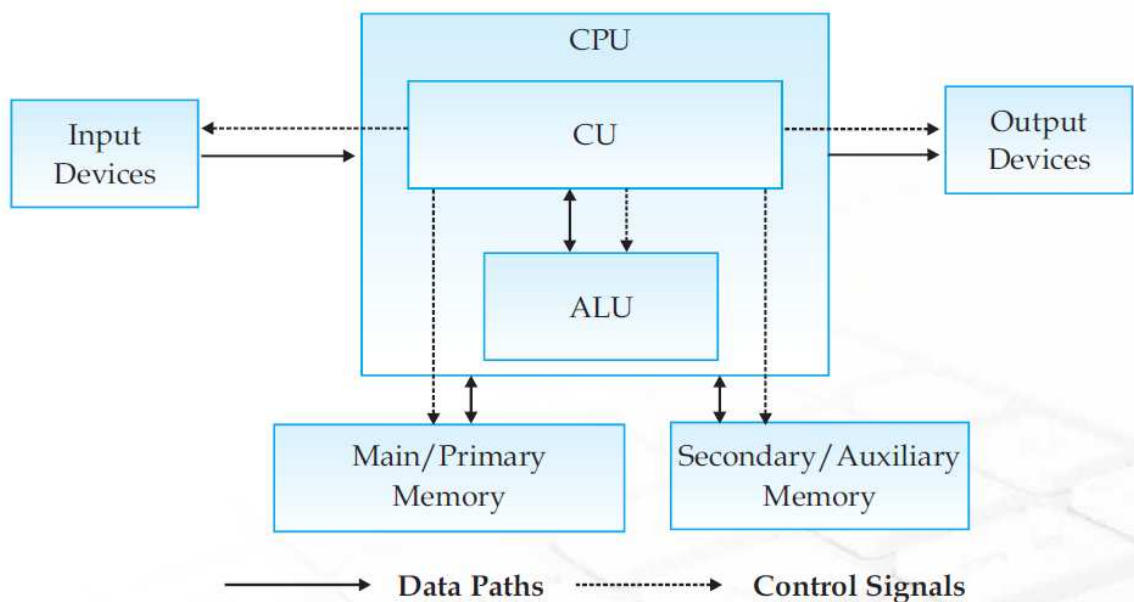 CPU
CU
Input
Devices
Output
Devices
ALU
Main/Primary
Memory
Secondary/Auxiliary
Memory
Data Paths
Control Signals